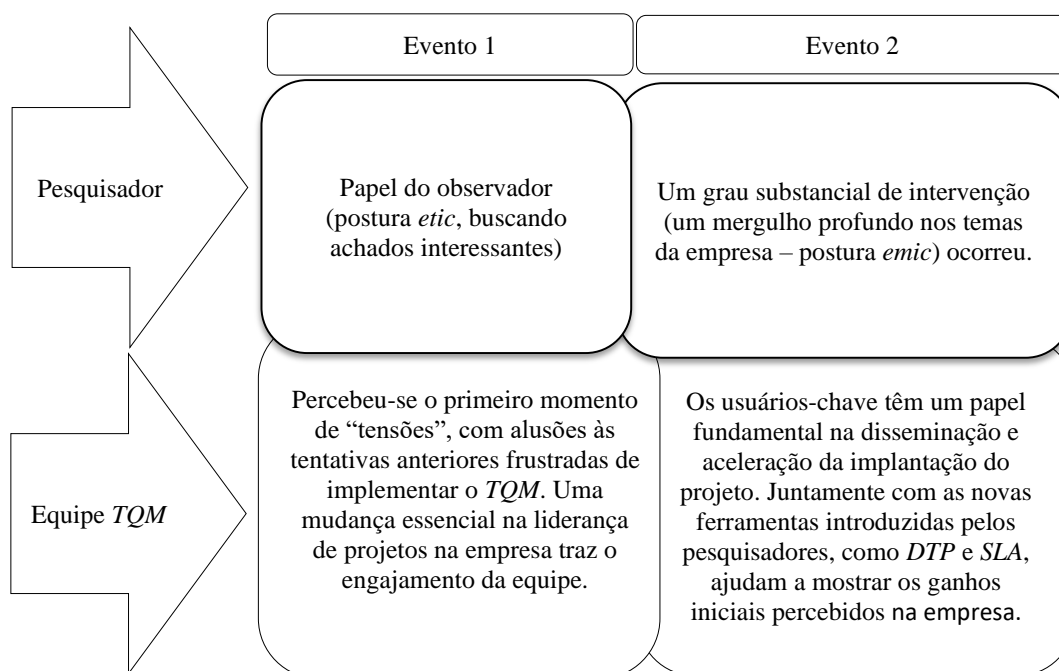 Evento 1
Evento 2
Pesquisador
Papel do observador
(postura etic, buscando
achados interessantes)
Um grau substancial de intervenção
(um mergulho profundo nos temas
da empresa – postura emic) ocorreu.
Equipe TQM
Percebeu-se o primeiro momento
de “tensões”, com alusões às
tentativas anteriores frustradas de
implementar o TQM. Uma
mudança essencial na liderança
de projetos na empresa traz o
engajamento da equipe.
Os usuários-chave têm um papel
fundamental na disseminação e
aceleração da implantação do
projeto. Juntamente com as novas
ferramentas introduzidas pelos
pesquisadores, como DTP e SLA,
ajudam a mostrar os ganhos
iniciais percebidos na empresa.